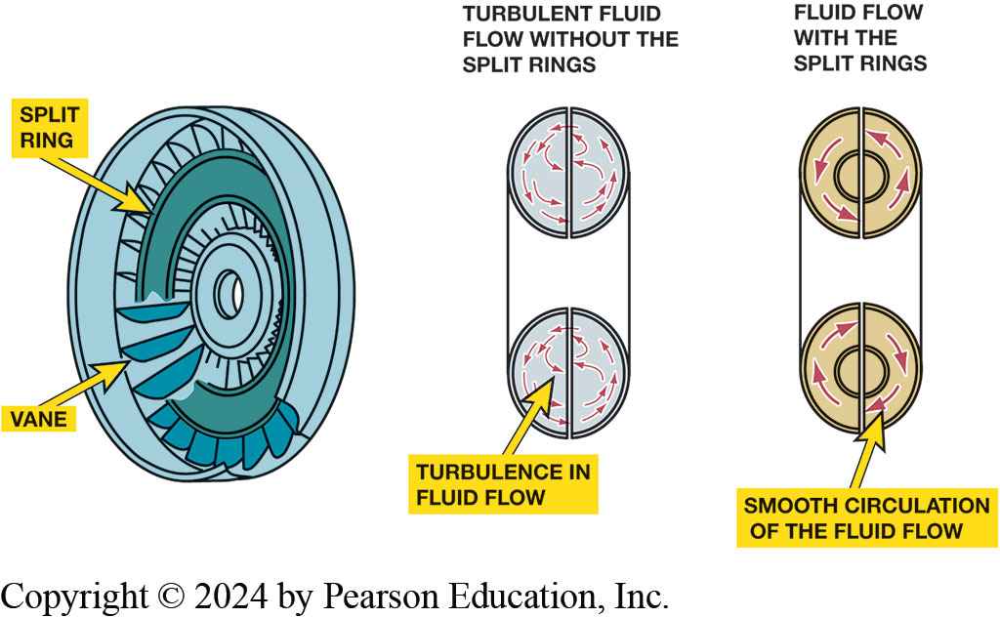 TURBULENT FLUID
FLOW WITHOUT THE
SPLIT RINGS
FLUID FLOW
WITH THE
SPLIT RINGS
SPLIT
RING
VANE
TURBULENCE IN
FLUID FLOW
SMOOTH CIRCULATION
OF THE FLUID FLOW
Copyright © 2024 by Pearson Education, Inc.